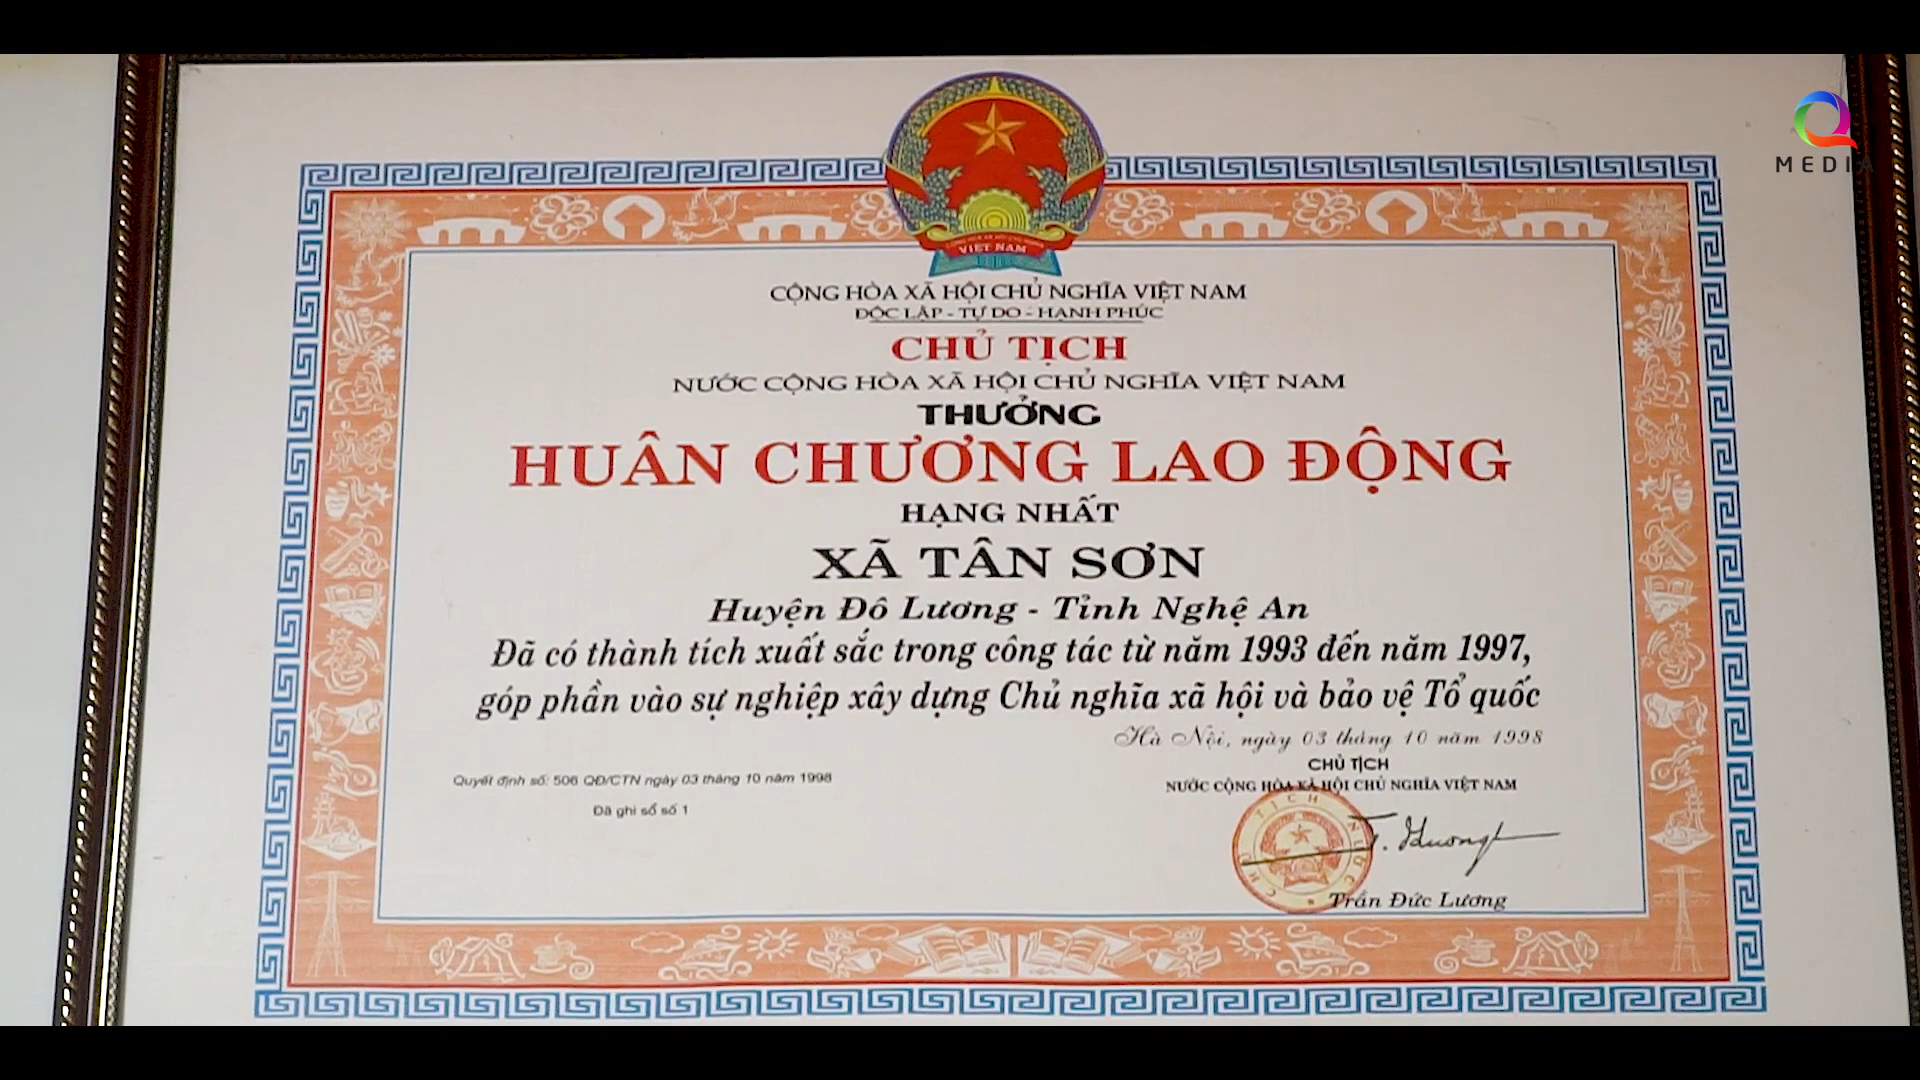 Q
MEDIA
VIỆT NAM
CỘNG HÒA XÃ HỘI CHỦ NGHĨA VIỆT NAM
ĐỘC LẬP - TỰ DO - HẠNH PHÚC
CHỦ TỊCH
NƯỚC CỘNG HÒA XÃ HỘI CHỦ NGHĨA VIỆT NAM
THƯỞNG
HUÂN CHƯƠNG LAO ĐỘNG
HẠNG NHẤT
XÃ TÂN SƠN
Huyện Đô Lương - Tỉnh Nghệ An
Đã có thành tích xuất sắc trong công tác từ năm 1993 đến năm 1997,
góp phần vào sự nghiệp xây dựng Chủ nghĩa xã hội và bảo vệ Tổ quốc
Hà Nội, ngày 03 tháng 10 năm 1998
CHỦ TỊCH
NƯỚC CỘNG HÒA XÃ HỘI CHỦ NGHĨA VIỆT NAM
Quyết định số: 506 QĐ/CTN ngày 03 tháng 10 năm 1998
Đã ghi sổ số 1
CHỦ TỊCH NƯỚC
Trần Đức Lương